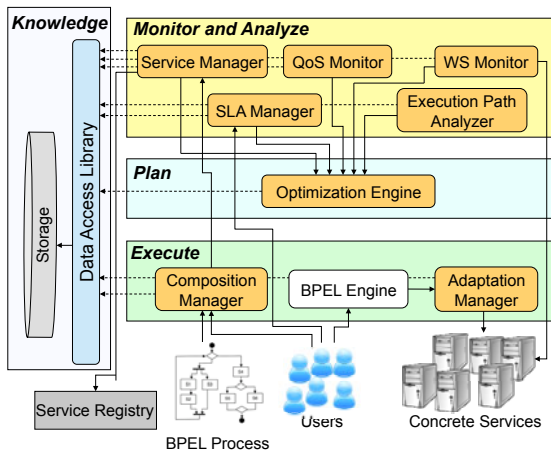 Knowledge
Monitor and Analyze
Service Manager
QoS Monitor
WS Monitor
SLA Manager
Execution Path
Analyzer
Storage
Data Access Library
Plan
Optimization Engine
Execute
Composition
Manager
BPEL Engine
Adaptation
Manager
Service Registry
BPEL Process
Users
Concrete Services